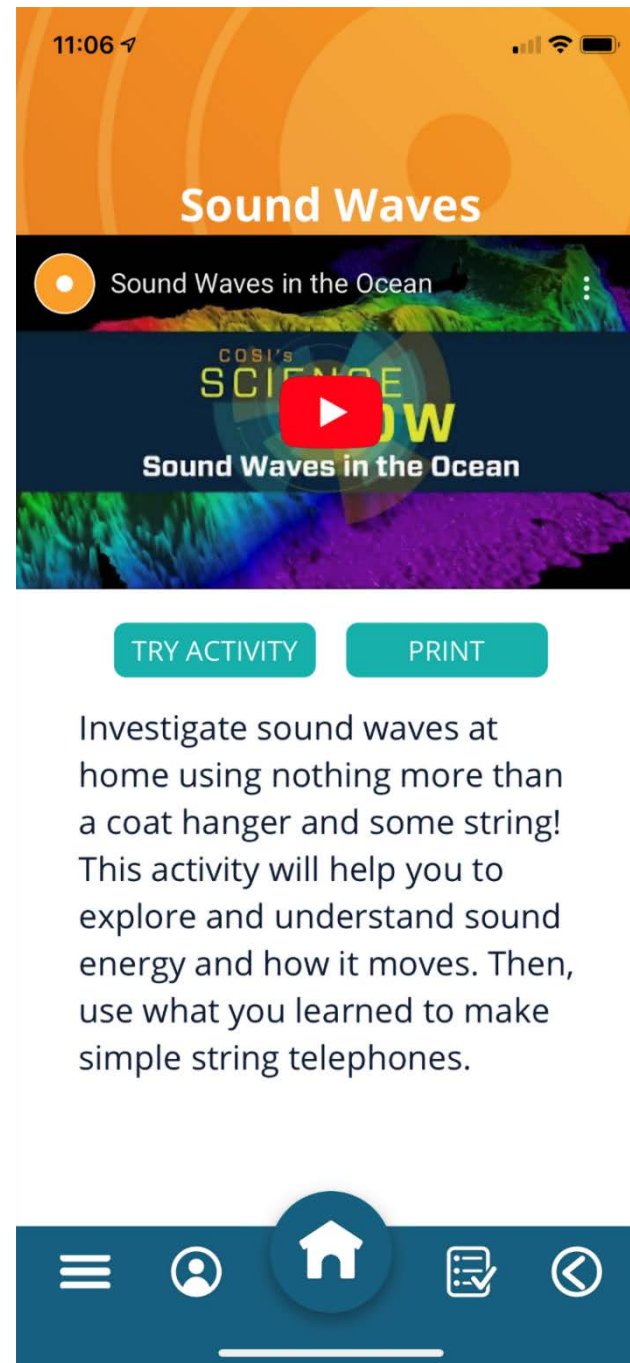 11:06
Sound Waves
Sound Waves in the Ocean
COSI's
SCIENCE
Sound Waves in the Ocean
TRY ACTIVITY
PRINT
Investigate sound waves at
home using nothing more than
a coat hanger and some string!
This activity will help you to
explore and understand sound
energy and how it moves. Then,
use what you learned to make
simple string telephones.